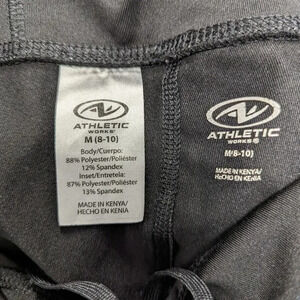 ATHLETIC
WORKS®
M (8-10)
Body/Cuerpo:
88% Polyester/Poliéster
12% Spandex
Inset/Entretela:
87% Polyester/Poliéster
13% Spandex
MADE IN KENYA/
HECHO EN KENIA
ATHLETIC
WORKS®
M(8-10)
MADE IN KENYA/
HECHO EN KENIA